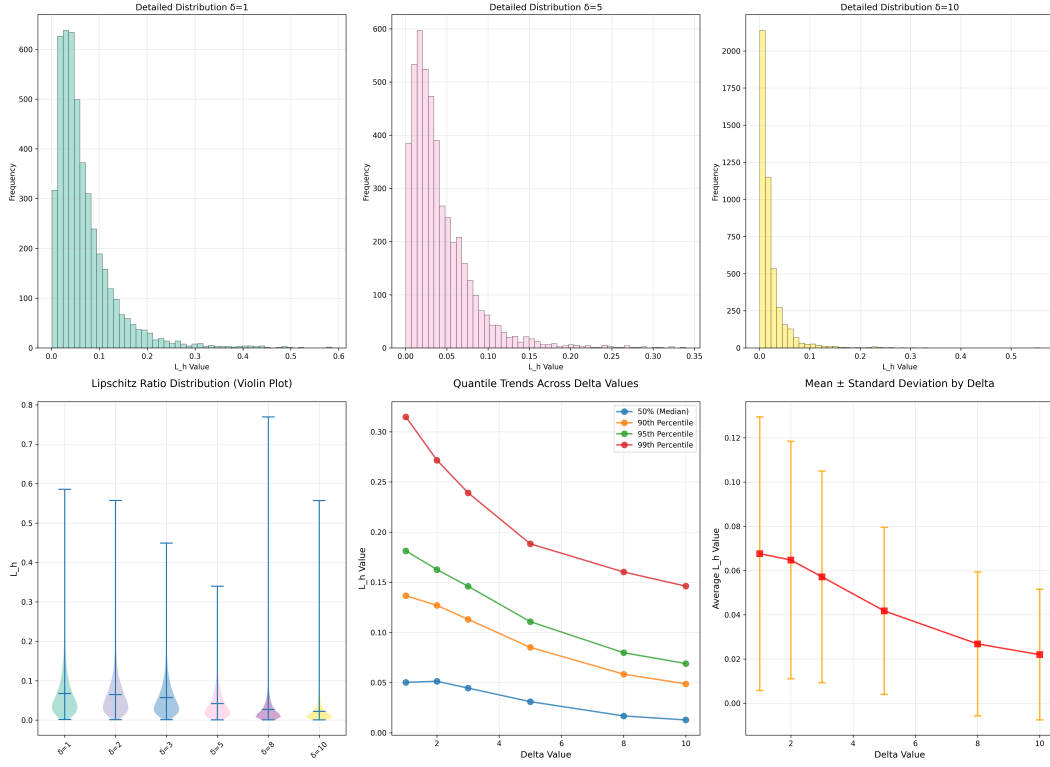 Detailed Distribution δ=1
Frequency
600
500
400
300
200
100
0
0.0 0.1 0.2 0.3 0.4 0.5 0.6
L_h Value
Detailed Distribution δ=5
Frequency
600
500
400
300
200
100
0
0.00 0.05 0.10 0.15 0.20 0.25 0.30 0.35
L_h Value
Detailed Distribution δ=10
Frequency
2000
1750
1500
1250
1000
750
500
250
0
0.0 0.1 0.2 0.3 0.4 0.5
L_h Value
Lipschitz Ratio Distribution (Violin Plot)
L_h
0.8
0.7
0.6
0.5
0.4
0.3
0.2
0.1
0.0
δ=1 δ=2 δ=3 δ=5 δ=8 δ=10
Quantile Trends Across Delta Values
50% (Median)
90th Percentile
95th Percentile
99th Percentile
L_h Value
0.30
0.25
0.20
0.15
0.10
0.05
0.00
2 4 6 8 10
Delta Value
Mean ± Standard Deviation by Delta
Average L_h Value
0.12
0.10
0.08
0.06
0.04
0.02
0.00
2 4 6 8 10
Delta Value